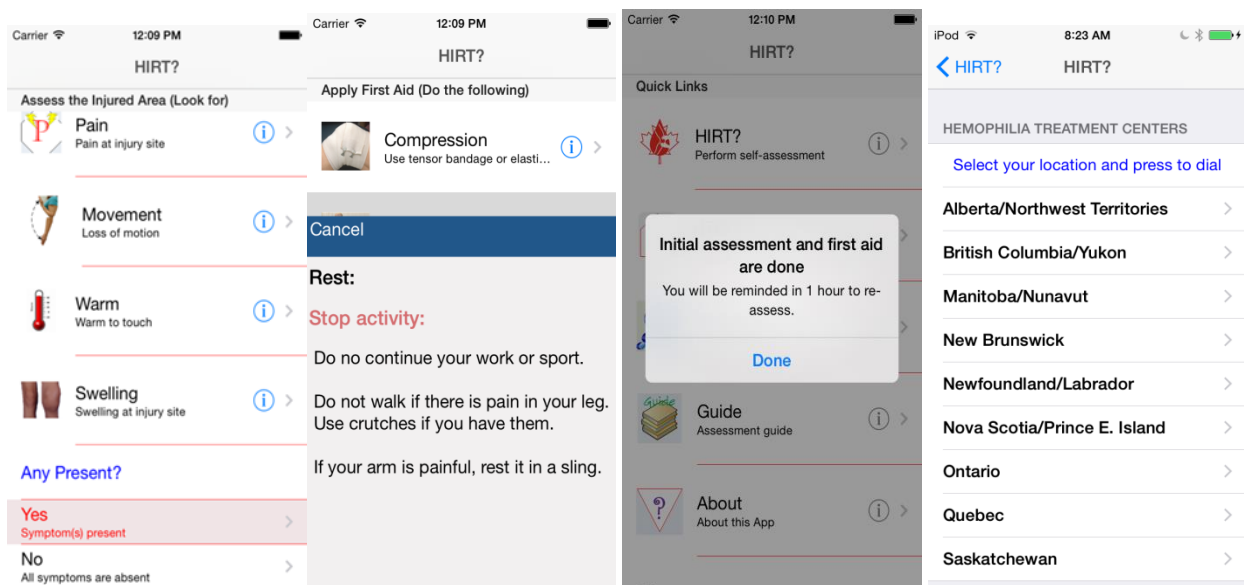 Carrier 12:09 PM
HIRT?
Assess the Injured Area (Look for)
P
Pain
Pain at injury site
Movement
Loss of motion
Warm
Warm to touch
Swelling
Swelling at injury site
Any Present?
Yes
Symptom(s) present
No
All symptoms are absent
Carrier 12:09 PM
HIRT?
Apply First Aid (Do the following)
Compression
Use tensor bandage or elasti...
Cancel
Rest:
Stop activity:
Do no continue your work or sport.
Do not walk if there is pain in your leg.
Use crutches if you have them.
If your arm is painful, rest it in a sling.
Carrier 12:10 PM
HIRT?
Quick Links
HIRT?
Perform self-assessment
Initial assessment and first aid
are done
You will be reminded in 1 hour to re-
assess.
Done
Guide
Guide
Assessment guide
?
About
About this App
iPod 8:23 AM
HIRT? HIRT?
HEMOPHILIA TREATMENT CENTERS
Select your location and press to dial
Alberta/Northwest Territories
British Columbia/Yukon
Manitoba/Nunavut
New Brunswick
Newfoundland/Labrador
Nova Scotia/Prince E. Island
Ontario
Quebec
Saskatchewan